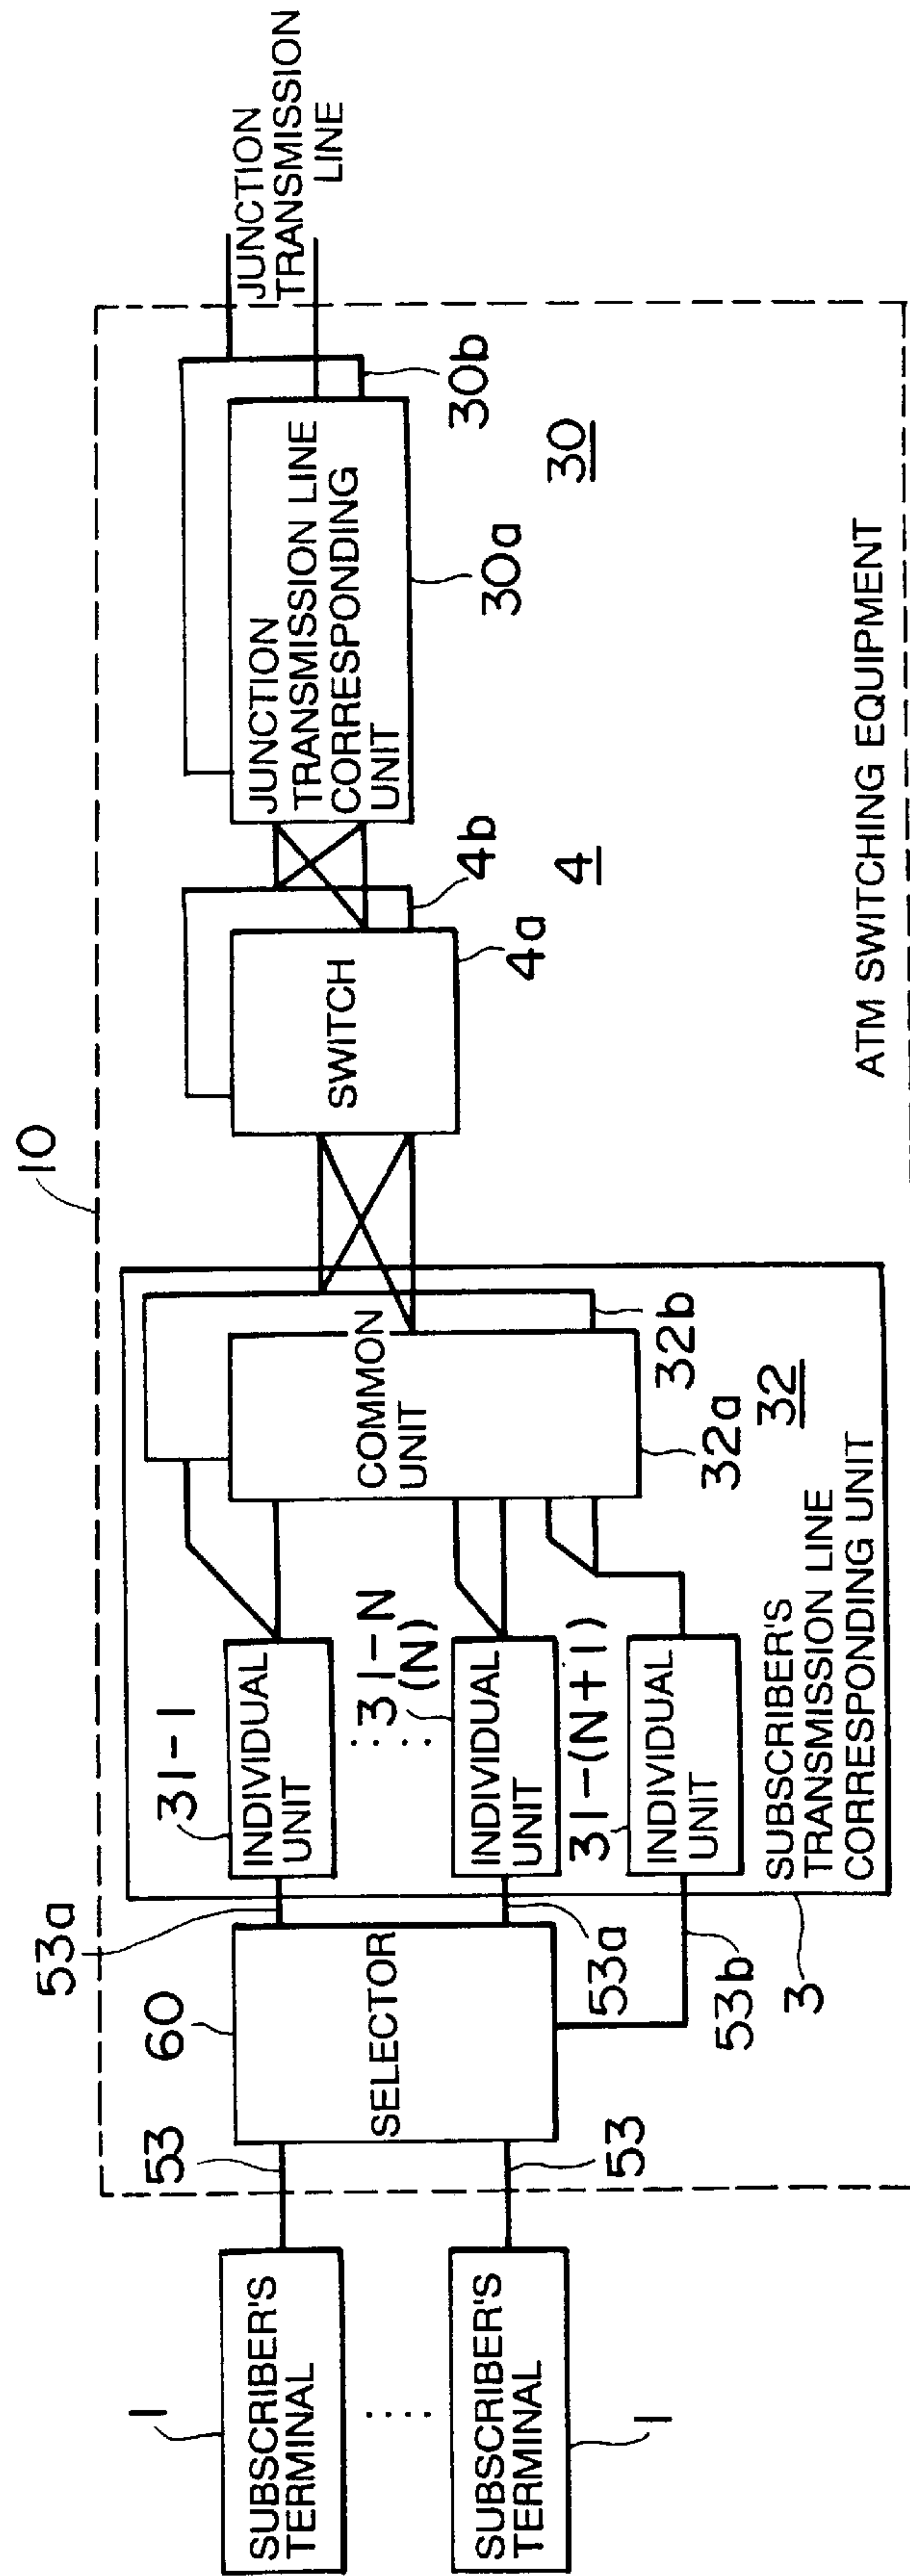 10
1
SUBSCRIBER'S
TERMINAL
....
SUBSCRIBER'S
TERMINAL
1
53
53
60
SELECTOR
53a
53a
53b
31-1
INDIVIDUAL
UNIT
31-N
(N)
INDIVIDUAL
UNIT
31-(N+1)
INDIVIDUAL
UNIT
3
SUBSCRIBER'S
TRANSMISSION LINE
CORRESPONDING UNIT
COMMON
UNIT
32a
32b
32
SWITCH
4a
4b
4
JUNCTION
TRANSMISSION LINE
CORRESPONDING
UNIT
30a
30b
30
JUNCTION
TRANSMISSION
LINE
ATM SWITCHING EQUIPMENT